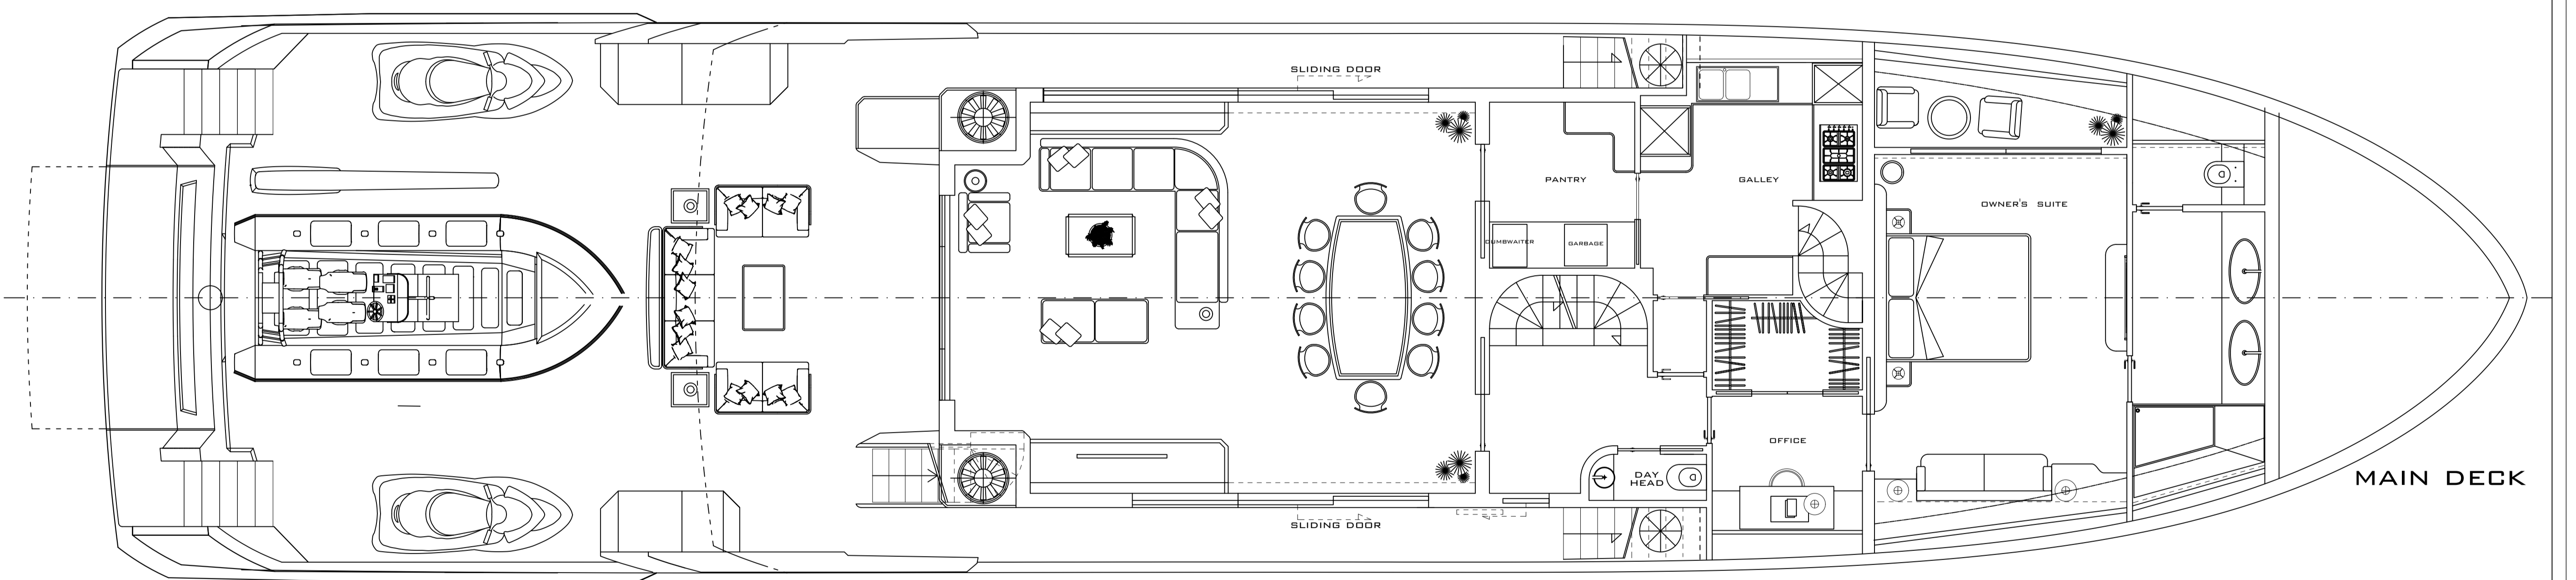 SLIDING DOOR
PANTRY
GALLEY
OWNER'S SUITE
DUMBWAITER
GARBAGE
OFFICE
DAY
HEAD
MAIN DECK
SLIDING DOOR